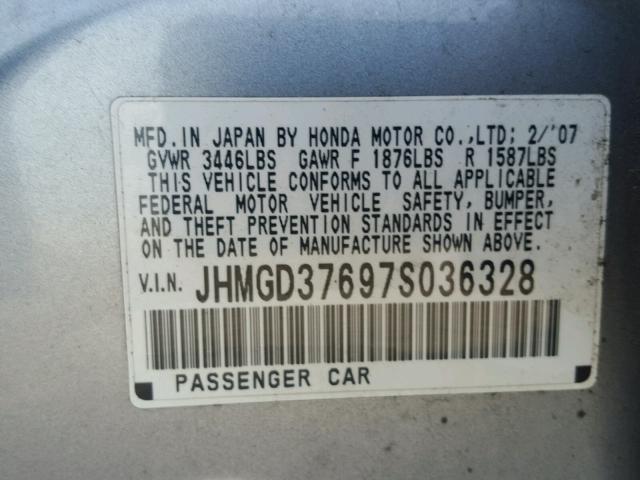 MFD. IN JAPAN BY HONDA MOTOR CO.,LTD; 2/'07
GVWR 3446LBS GAWR F 1876LBS R 1587LBS
THIS VEHICLE CONFORMS TO ALL APPLICABLE
FEDERAL MOTOR VEHICLE SAFETY, BUMPER,
AND THEFT PREVENTION STANDARDS IN EFFECT
ON THE DATE OF MANUFACTURE SHOWN ABOVE.
V.I.N. JHMGD37697S036328
PASSENGER CAR